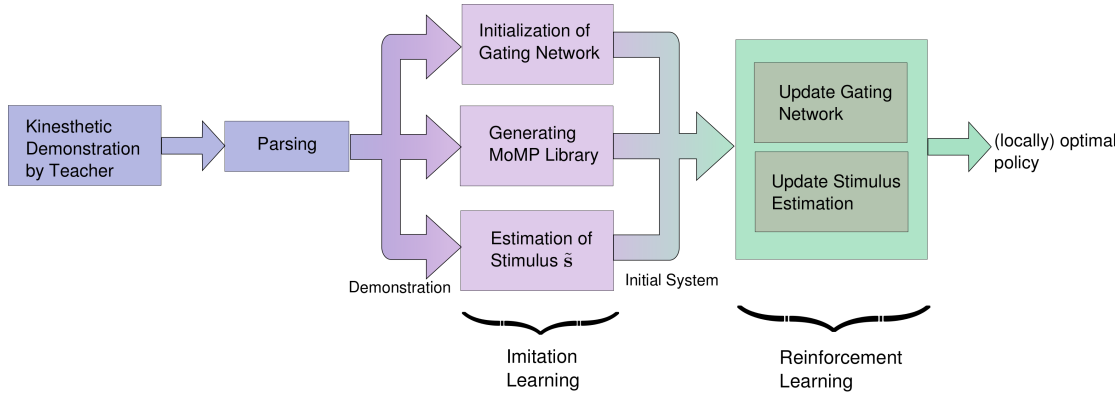 Kinesthetic
Demonstration
by Teacher
Parsing
Demonstration
Initialization of
Gating Network
Generating
MoMP Library
Estimation of
Stimulus s̃
Initial System
Update Gating
Network
Update Stimulus
Estimation
(locally) optimal
policy
Imitation
Learning
Reinforcement
Learning